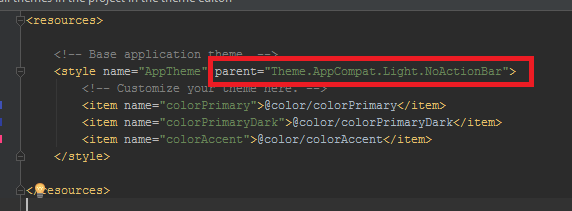 all themes in the project in the theme editor.
<resources>
<!-- Base application theme. -->
<style name="AppTheme" parent="Theme.AppCompat.Light.NoActionBar">
<!-- Customize your theme here. -->
<item name="colorPrimary">@color/colorPrimary</item>
<item name="colorPrimaryDark">@color/colorPrimaryDark</item>
<item name="colorAccent">@color/colorAccent</item>
</style>
</resources>